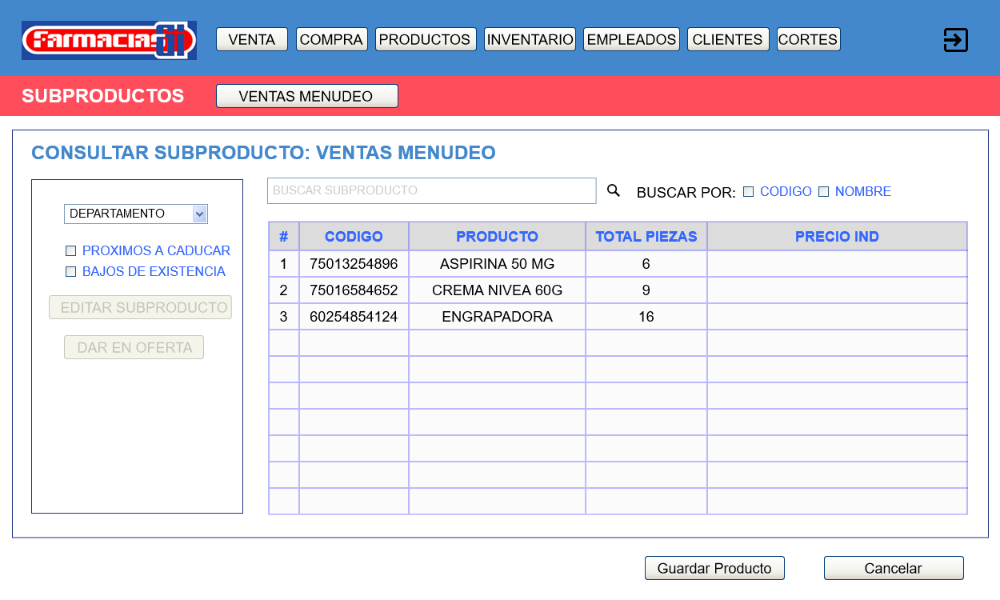 Farmacias GI
VENTA COMPRA PRODUCTOS INVENTARIO EMPLEADOS CLIENTES CORTES
SUBPRODUCTOS VENTAS MENUDEO
CONSULTAR SUBPRODUCTO: VENTAS MENUDEO
BUSCAR SUBPRODUCTO BUSCAR POR: CODIGO NOMBRE
DEPARTAMENTO
PROXIMOS A CADUCAR
BAJOS DE EXISTENCIA
EDITAR SUBPRODUCTO
DAR EN OFERTA
# CODIGO PRODUCTO TOTAL PIEZAS PRECIO IND
1 75013254896 ASPIRINA 50 MG 6
2 75016584652 CREMA NIVEA 60G 9
3 60254854124 ENGRAPADORA 16
Guardar Producto Cancelar